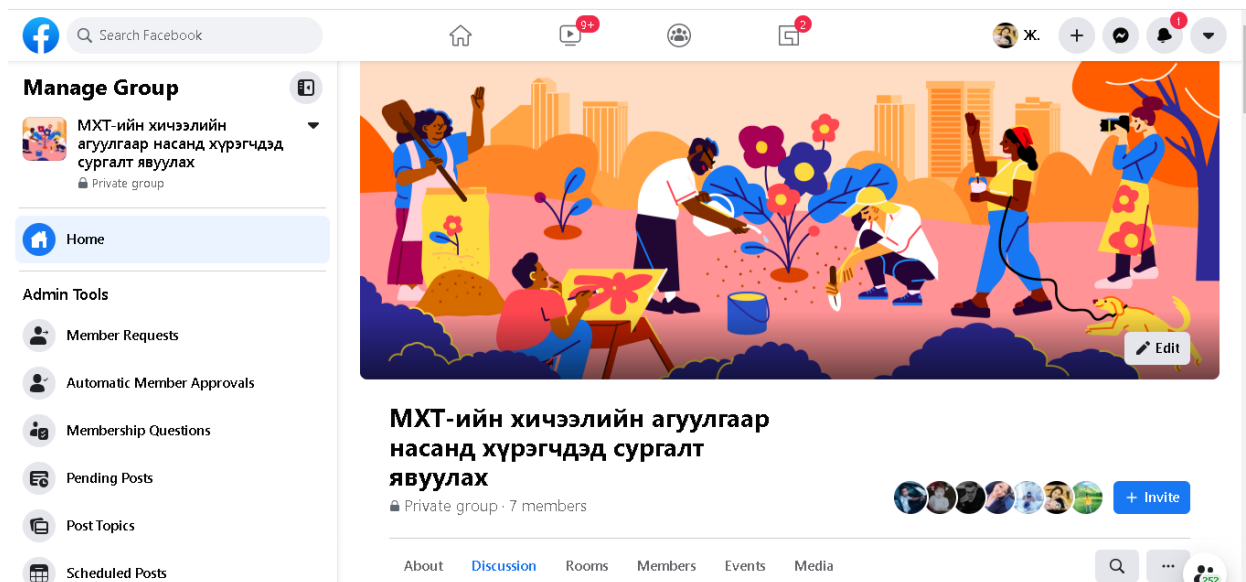 Search Facebook
9+
2
Ж.
1
Manage Group
МХТ-ийн хичээлийн
агуулгаар насанд хүрэгчдэд
сургалт явуулах
Private group
Home
Admin Tools
Member Requests
Automatic Member Approvals
Membership Questions
Pending Posts
Post Topics
Scheduled Posts
Edit
МХТ-ийн хичээлийн агуулгаар
насанд хүрэгчдэд сургалт
явуулах
Private group · 7 members
+ Invite
About Discussion Rooms Members Events Media
252